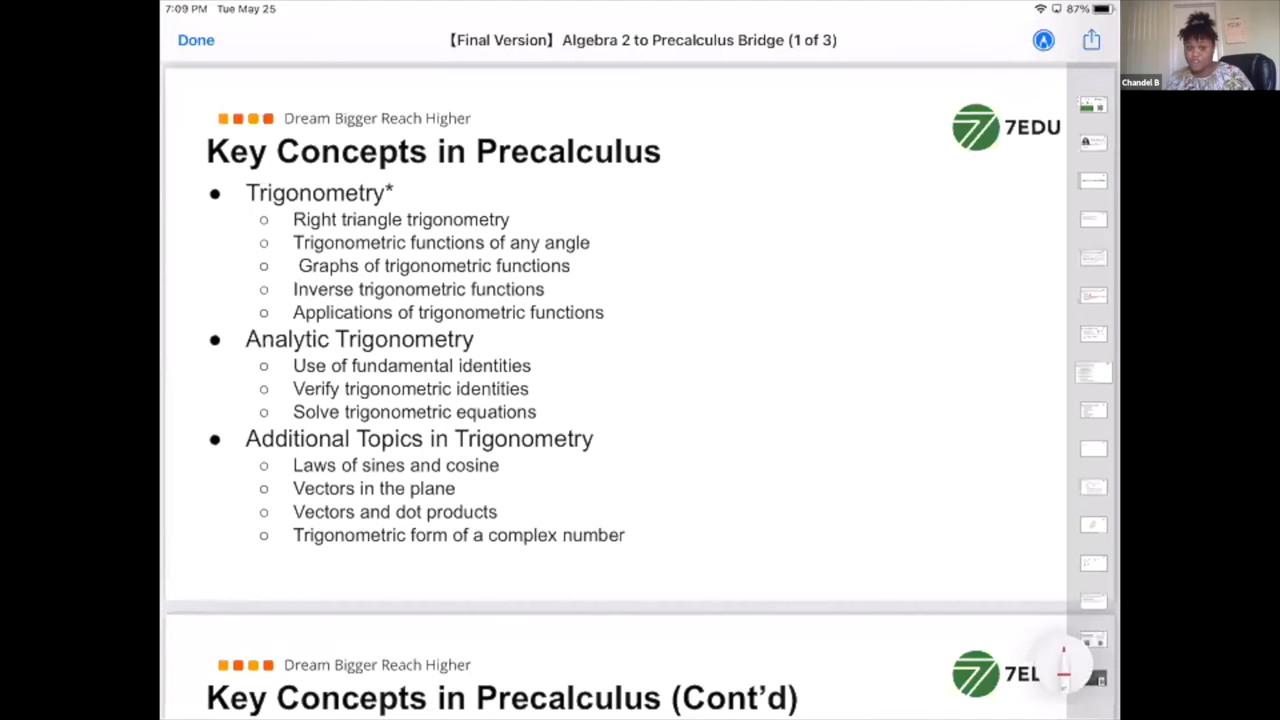 7:09 PM Tue May 25
87%
Done
【Final Version】Algebra 2 to Precalculus Bridge (1 of 3)
Chandel B
Dream Bigger Reach Higher
7EDU
Key Concepts in Precalculus
● Trigonometry*
○ Right triangle trigonometry
○ Trigonometric functions of any angle
○ Graphs of trigonometric functions
○ Inverse trigonometric functions
○ Applications of trigonometric functions
● Analytic Trigonometry
○ Use of fundamental identities
○ Verify trigonometric identities
○ Solve trigonometric equations
● Additional Topics in Trigonometry
○ Laws of sines and cosine
○ Vectors in the plane
○ Vectors and dot products
○ Trigonometric form of a complex number
Dream Bigger Reach Higher
7E
Key Concepts in Precalculus (Cont'd)